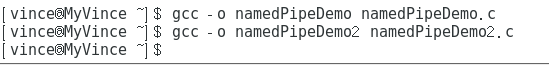 [vince@MyVince ~]$ gcc -o namedPipeDemo namedPipeDemo.c
[vince@MyVince ~]$ gcc -o namedPipeDemo2 namedPipeDemo2.c
[vince@MyVince ~]$